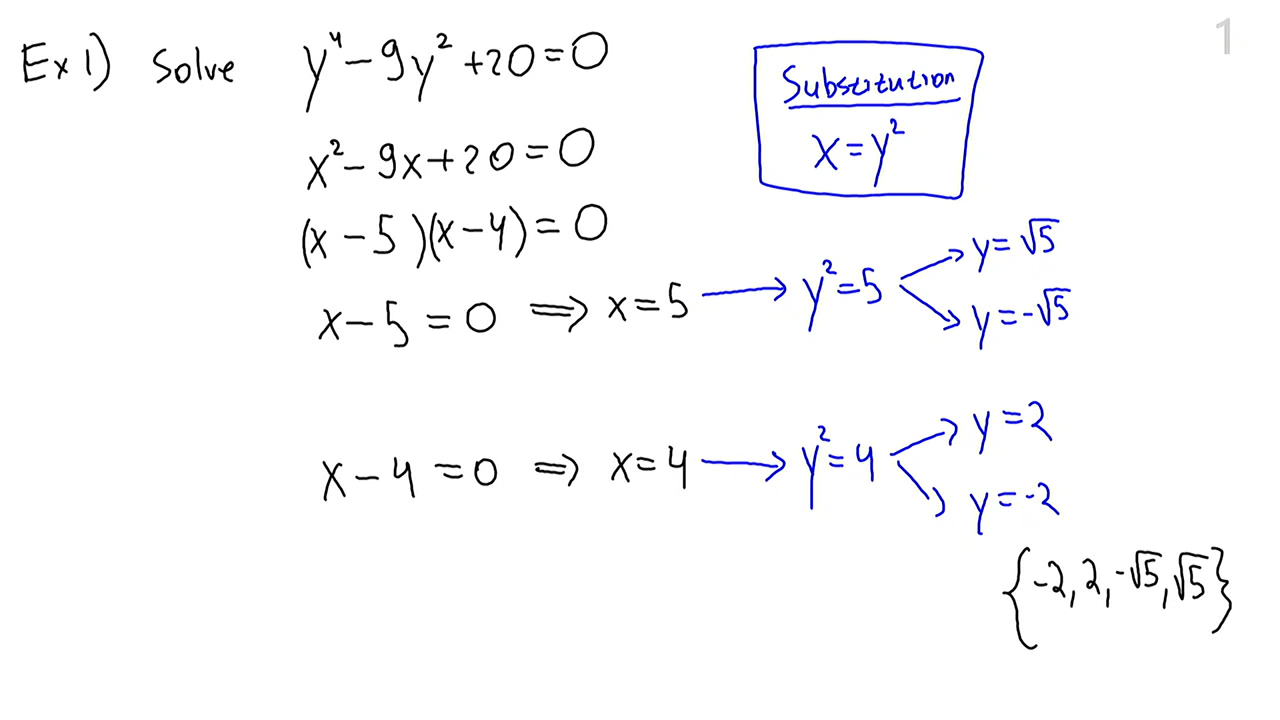 1
Ex 1) Solve y⁴ - 9y² + 20 = 0
Substitution
x = y²
x² - 9x + 20 = 0
(x - 5)(x - 4) = 0
x - 5 = 0 ⟹ x = 5 ⟶ y² = 5
y = √5
y = -√5
x - 4 = 0 ⟹ x = 4 ⟶ y² = 4
y = 2
y = -2
{-2, 2, -√5, √5}